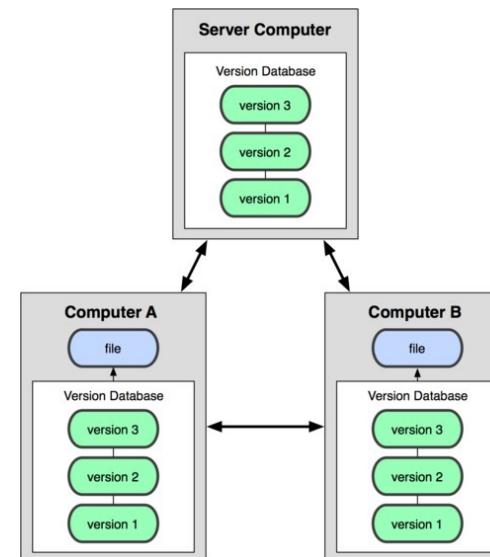 Server Computer
Version Database
version 3
version 2
version 1
Computer A
file
Version Database
version 3
version 2
version 1
Computer B
file
Version Database
version 3
version 2
version 1